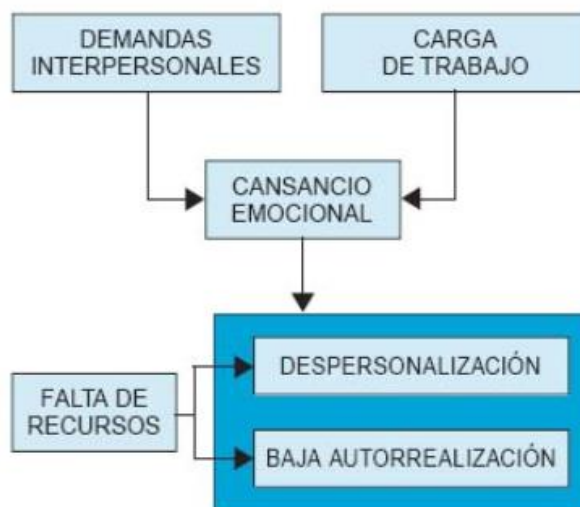 DEMANDAS
INTERPERSONALES
CARGA
DE TRABAJO
CANSANCIO
EMOCIONAL
DESPERSONALIZACIÓN
FALTA DE
RECURSOS
BAJA AUTORREALIZACIÓN